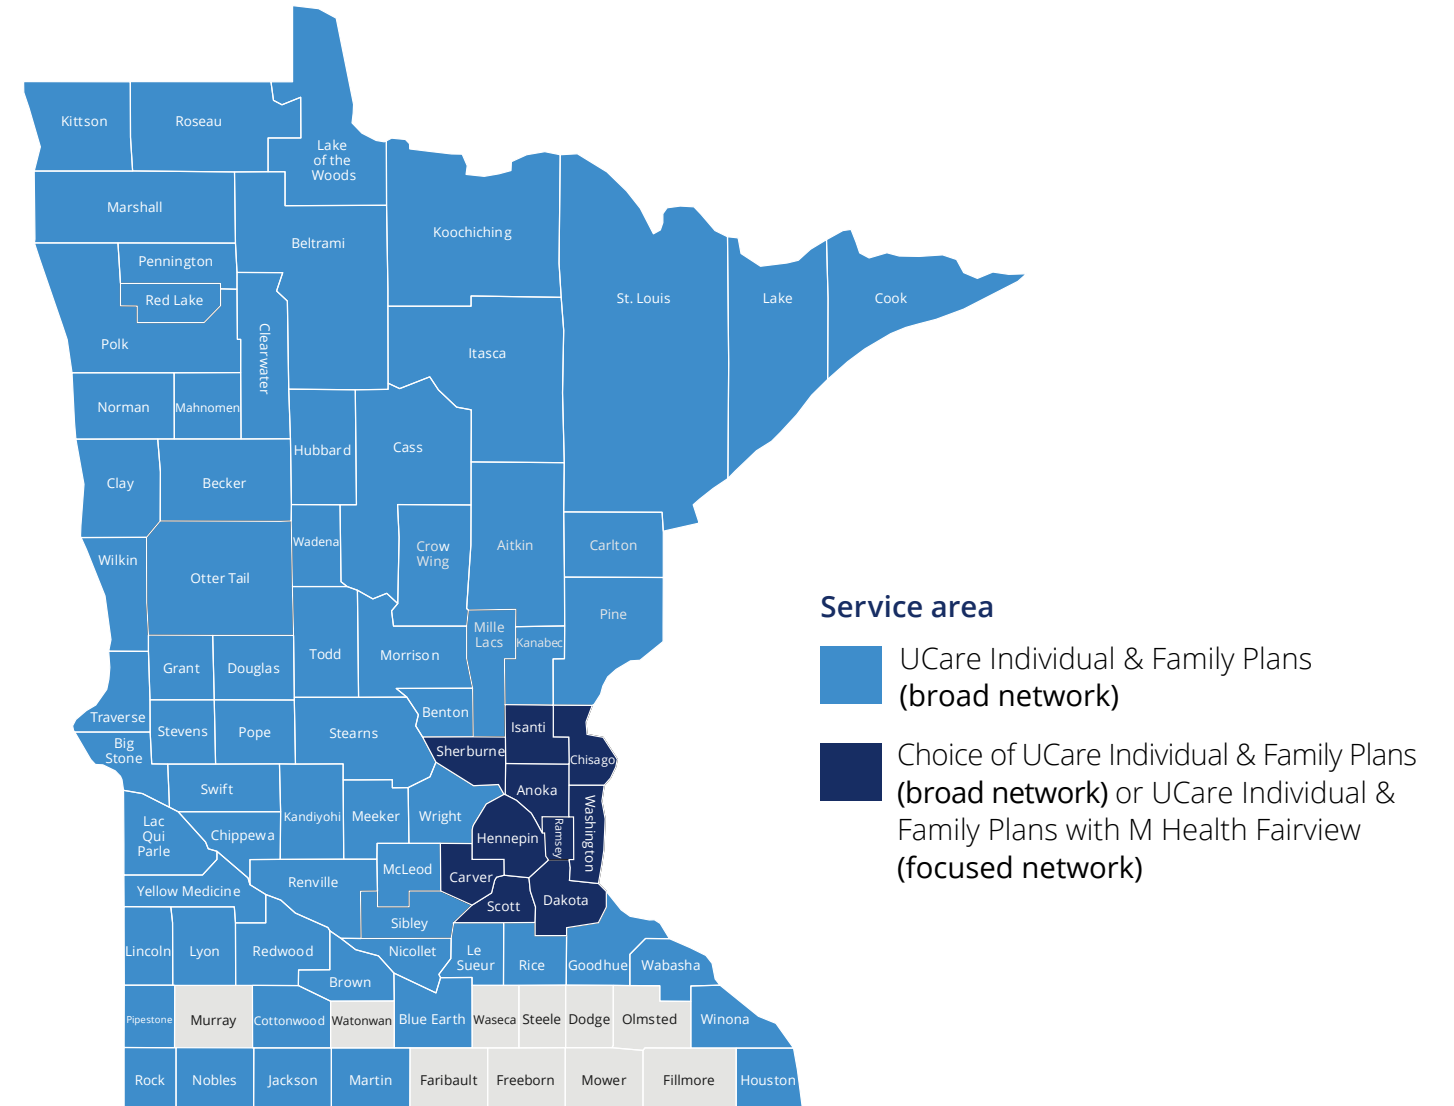 Kittson
Roseau
Lake
of the
Woods
Marshall
Koochiching
Beltrami
Pennington
Red Lake
St. Louis
Lake
Cook
Polk
Clearwater
Itasca
Norman
Mahnomen
Hubbard
Cass
Clay
Becker
Wadena
Crow
Wing
Aitkin
Carlton
Wilkin
Otter Tail
Pine
Mille
Lacs
Kanabec
Grant
Douglas
Todd
Morrison
Traverse
Stevens
Pope
Stearns
Benton
Isanti
Big
Stone
Sherburne
Chisago
Swift
Anoka
Kandiyohi
Meeker
Wright
Washington
Lac
Qui
Parle
Chippewa
Hennepin
Ramsey
Renville
McLeod
Carver
Yellow Medicine
Scott
Dakota
Sibley
Lincoln
Lyon
Redwood
Nicollet
Le
Sueur
Rice
Goodhue
Wabasha
Brown
Pipestone
Murray
Cottonwood
Watonwan
Blue Earth
Waseca
Steele
Dodge
Olmsted
Winona
Rock
Nobles
Jackson
Martin
Faribault
Freeborn
Mower
Fillmore
Houston
Service area
UCare Individual & Family Plans
(broad network)
Choice of UCare Individual & Family Plans
(broad network) or UCare Individual &
Family Plans with M Health Fairview
(focused network)